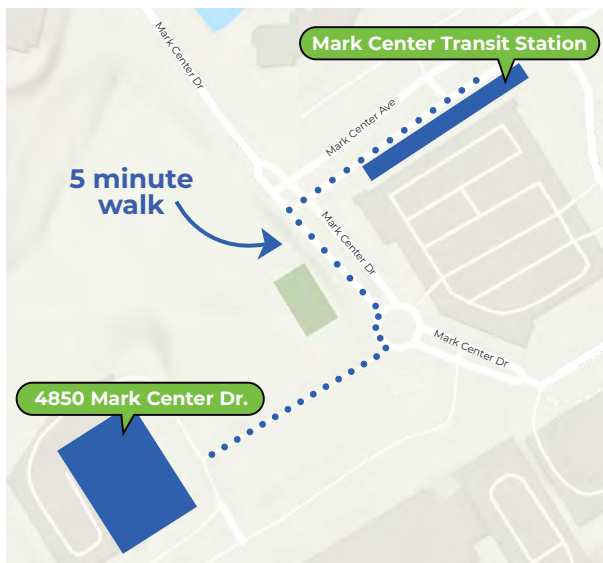 Mark Center Dr
Mark Center Transit Station
Mark Center Ave
5 minute
walk
Mark Center Dr
Mark Center Dr
4850 Mark Center Dr.